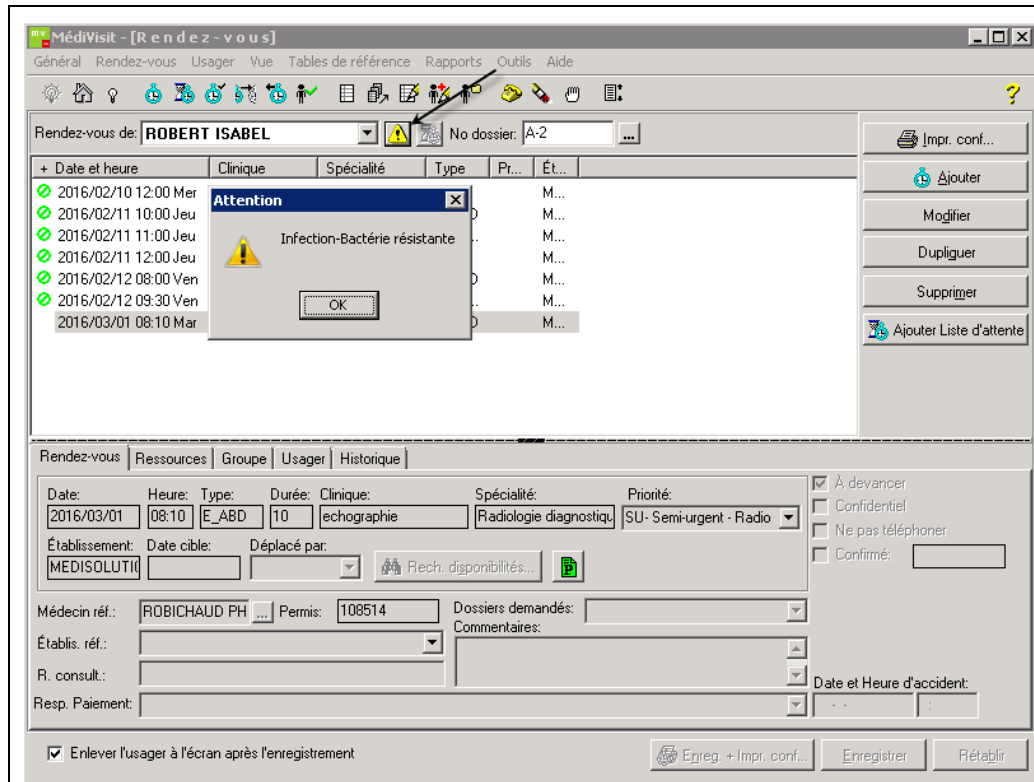 MédiVisit - [R e n d e z - v o u s]
Général Rendez-vous Usager Vue Tables de référence Rapports Outils Aide
Rendez-vous de: ROBERT ISABEL No dossier: A-2 ...
Impr. conf...
+ Date et heure Clinique Spécialité Type Pr... Ét...
Ajouter
2016/02/10 12:00 Mer M...
Attention
2016/02/11 10:00 Jeu M...
Modifier
2016/02/11 11:00 Jeu M...
Infection-Bactérie résistante
2016/02/11 12:00 Jeu M...
Dupliquer
2016/02/12 08:00 Ven M...
2016/02/12 09:30 Ven M...
OK
Supprimer
2016/03/01 08:10 Mar M...
Ajouter Liste d'attente
Rendez-vous Ressources Groupe Usager Historique
Date: Heure: Type: Durée: Clinique: Spécialité: Priorité:
2016/03/01 08:10 E_ABD 10 echographie Radiologie diagnostiqu SU- Semi-urgent - Radio
À devancer
Confidentiel
Ne pas téléphoner
Confirmé:
Établissement: Date cible: Déplacé par:
MEDISOLUTI Rech. disponibilités...
Médecin réf.: ROBICHAUD PH ... Permis: 108514 Dossiers demandés:
Commentaires:
Établis. réf.:
R. consult.:
Date et Heure d'accident:
Resp. Paiement: - - :
Enlever l'usager à l'écran après l'enregistrement
Enreg. + Impr. conf... Enregistrer Rétablir